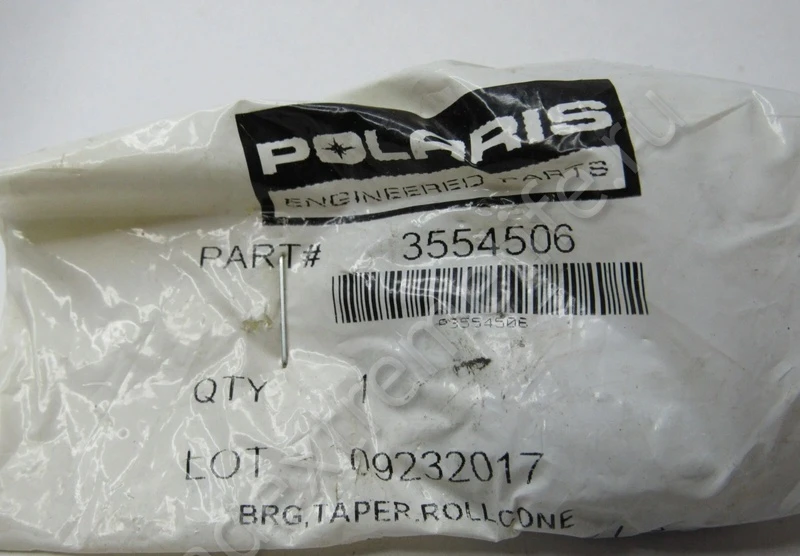 POLARIS
ENGINEERED PARTS
PART# 3554506
P3554506
QTY 1
LOT 09232017
BRG,TAPER.ROLLCONE